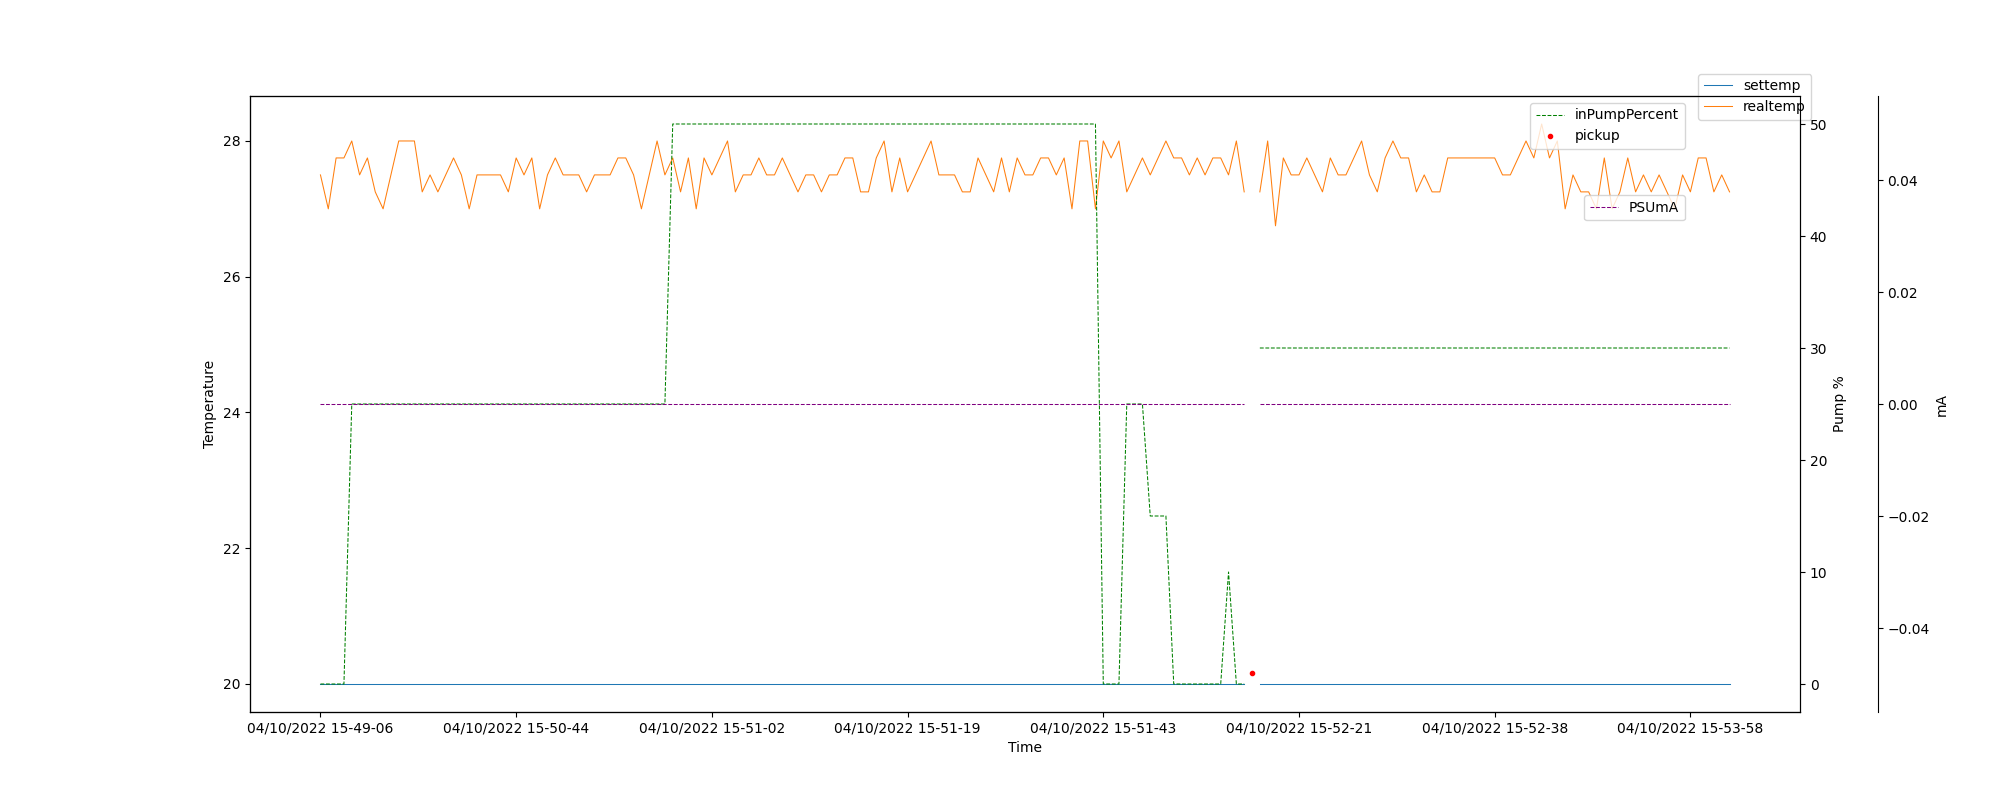 settemp
realtemp
inPumpPercent
pickup
PSUmA
28
26
24
22
20
Temperature
50
40
30
20
10
0
Pump %
0.04
0.02
0.00
−0.02
−0.04
mA
04/10/2022 15-49-06
04/10/2022 15-50-44
04/10/2022 15-51-02
04/10/2022 15-51-19
04/10/2022 15-51-43
04/10/2022 15-52-21
04/10/2022 15-52-38
04/10/2022 15-53-58
Time